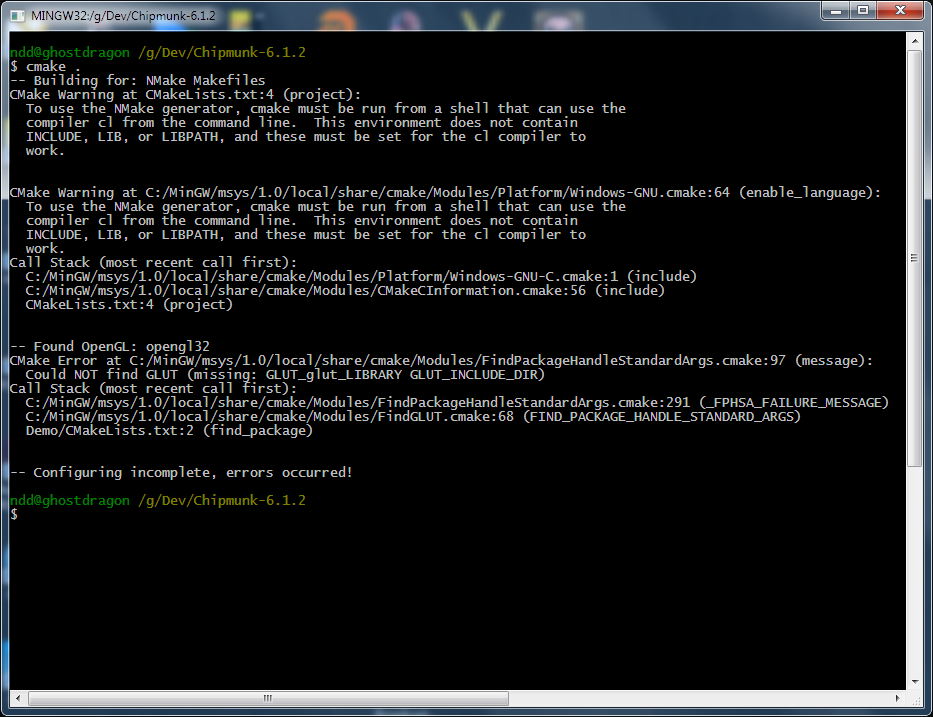 MINGW32:/g/Dev/Chipmunk-6.1.2
ndd@ghostdragon /g/Dev/Chipmunk-6.1.2
$ cmake .
-- Building for: NMake Makefiles
CMake Warning at CMakeLists.txt:4 (project):
  To use the NMake generator, cmake must be run from a shell that can use the
  compiler cl from the command line.  This environment does not contain
  INCLUDE, LIB, or LIBPATH, and these must be set for the cl compiler to
  work.
CMake Warning at C:/MinGW/msys/1.0/local/share/cmake/Modules/Platform/Windows-GNU.cmake:64 (enable_language):
  To use the NMake generator, cmake must be run from a shell that can use the
  compiler cl from the command line.  This environment does not contain
  INCLUDE, LIB, or LIBPATH, and these must be set for the cl compiler to
  work.
Call Stack (most recent call first):
  C:/MinGW/msys/1.0/local/share/cmake/Modules/Platform/Windows-GNU-C.cmake:1 (include)
  C:/MinGW/msys/1.0/local/share/cmake/Modules/CMakeCInformation.cmake:56 (include)
  CMakeLists.txt:4 (project)
-- Found OpenGL: opengl32
CMake Error at C:/MinGW/msys/1.0/local/share/cmake/Modules/FindPackageHandleStandardArgs.cmake:97 (message):
  Could NOT find GLUT (missing: GLUT_glut_LIBRARY GLUT_INCLUDE_DIR)
Call Stack (most recent call first):
  C:/MinGW/msys/1.0/local/share/cmake/Modules/FindPackageHandleStandardArgs.cmake:291 (_FPHSA_FAILURE_MESSAGE)
  C:/MinGW/msys/1.0/local/share/cmake/Modules/FindGLUT.cmake:68 (FIND_PACKAGE_HANDLE_STANDARD_ARGS)
  Demo/CMakeLists.txt:2 (find_package)
-- Configuring incomplete, errors occurred!
ndd@ghostdragon /g/Dev/Chipmunk-6.1.2
$